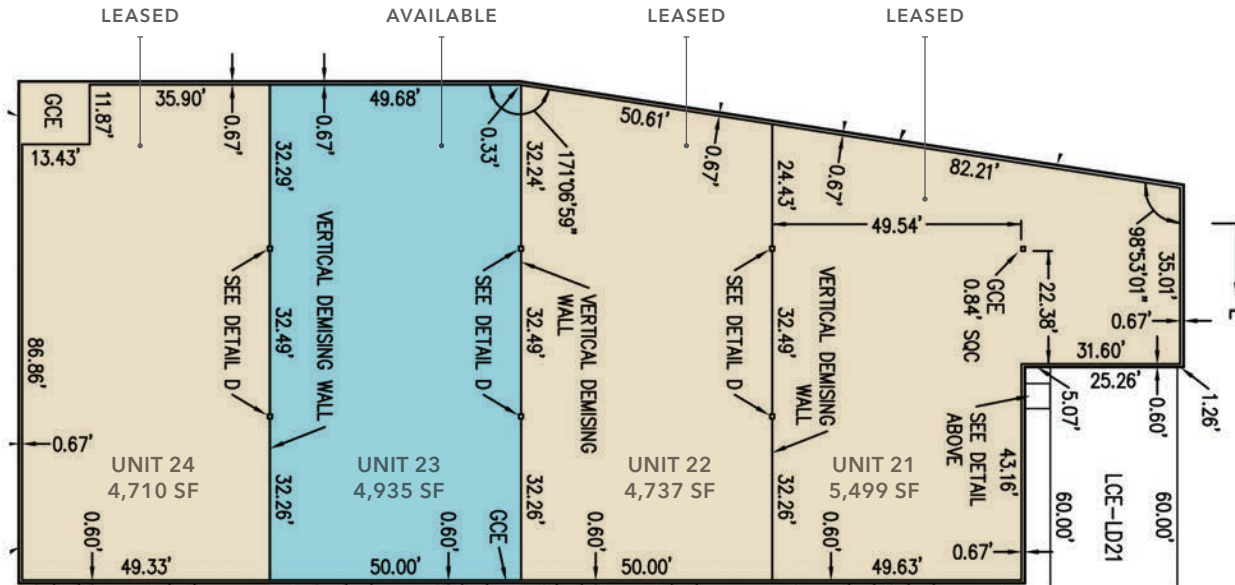 LEASED
AVAILABLE
LEASED
LEASED
GCE
11.87'
13.43'
35.90'
0.67'
0.67'
49.68'
0.33'
171°06'59"
50.61'
0.67'
0.67'
82.21'
98°53'01"
35.01'
32.29'
32.24'
24.43'
49.54'
GCE
0.84' SQC
22.38'
0.67'
31.60'
25.26'
1.26'
5.07'
0.60'
SEE DETAIL D
VERTICAL DEMISING WALL
SEE DETAIL D
VERTICAL DEMISING
WALL
SEE DETAIL D
VERTICAL DEMISING
WALL
SEE DETAIL
ABOVE
32.49'
32.49'
32.49'
86.86'
0.67'
43.16'
LCE-LD21
60.00'
60.00'
UNIT 24
4,710 SF
UNIT 23
4,935 SF
UNIT 22
4,737 SF
UNIT 21
5,499 SF
32.26'
32.26'
32.26'
0.60'
0.60'
GCE
0.60'
0.60'
0.67'
49.33'
50.00'
50.00'
49.63'